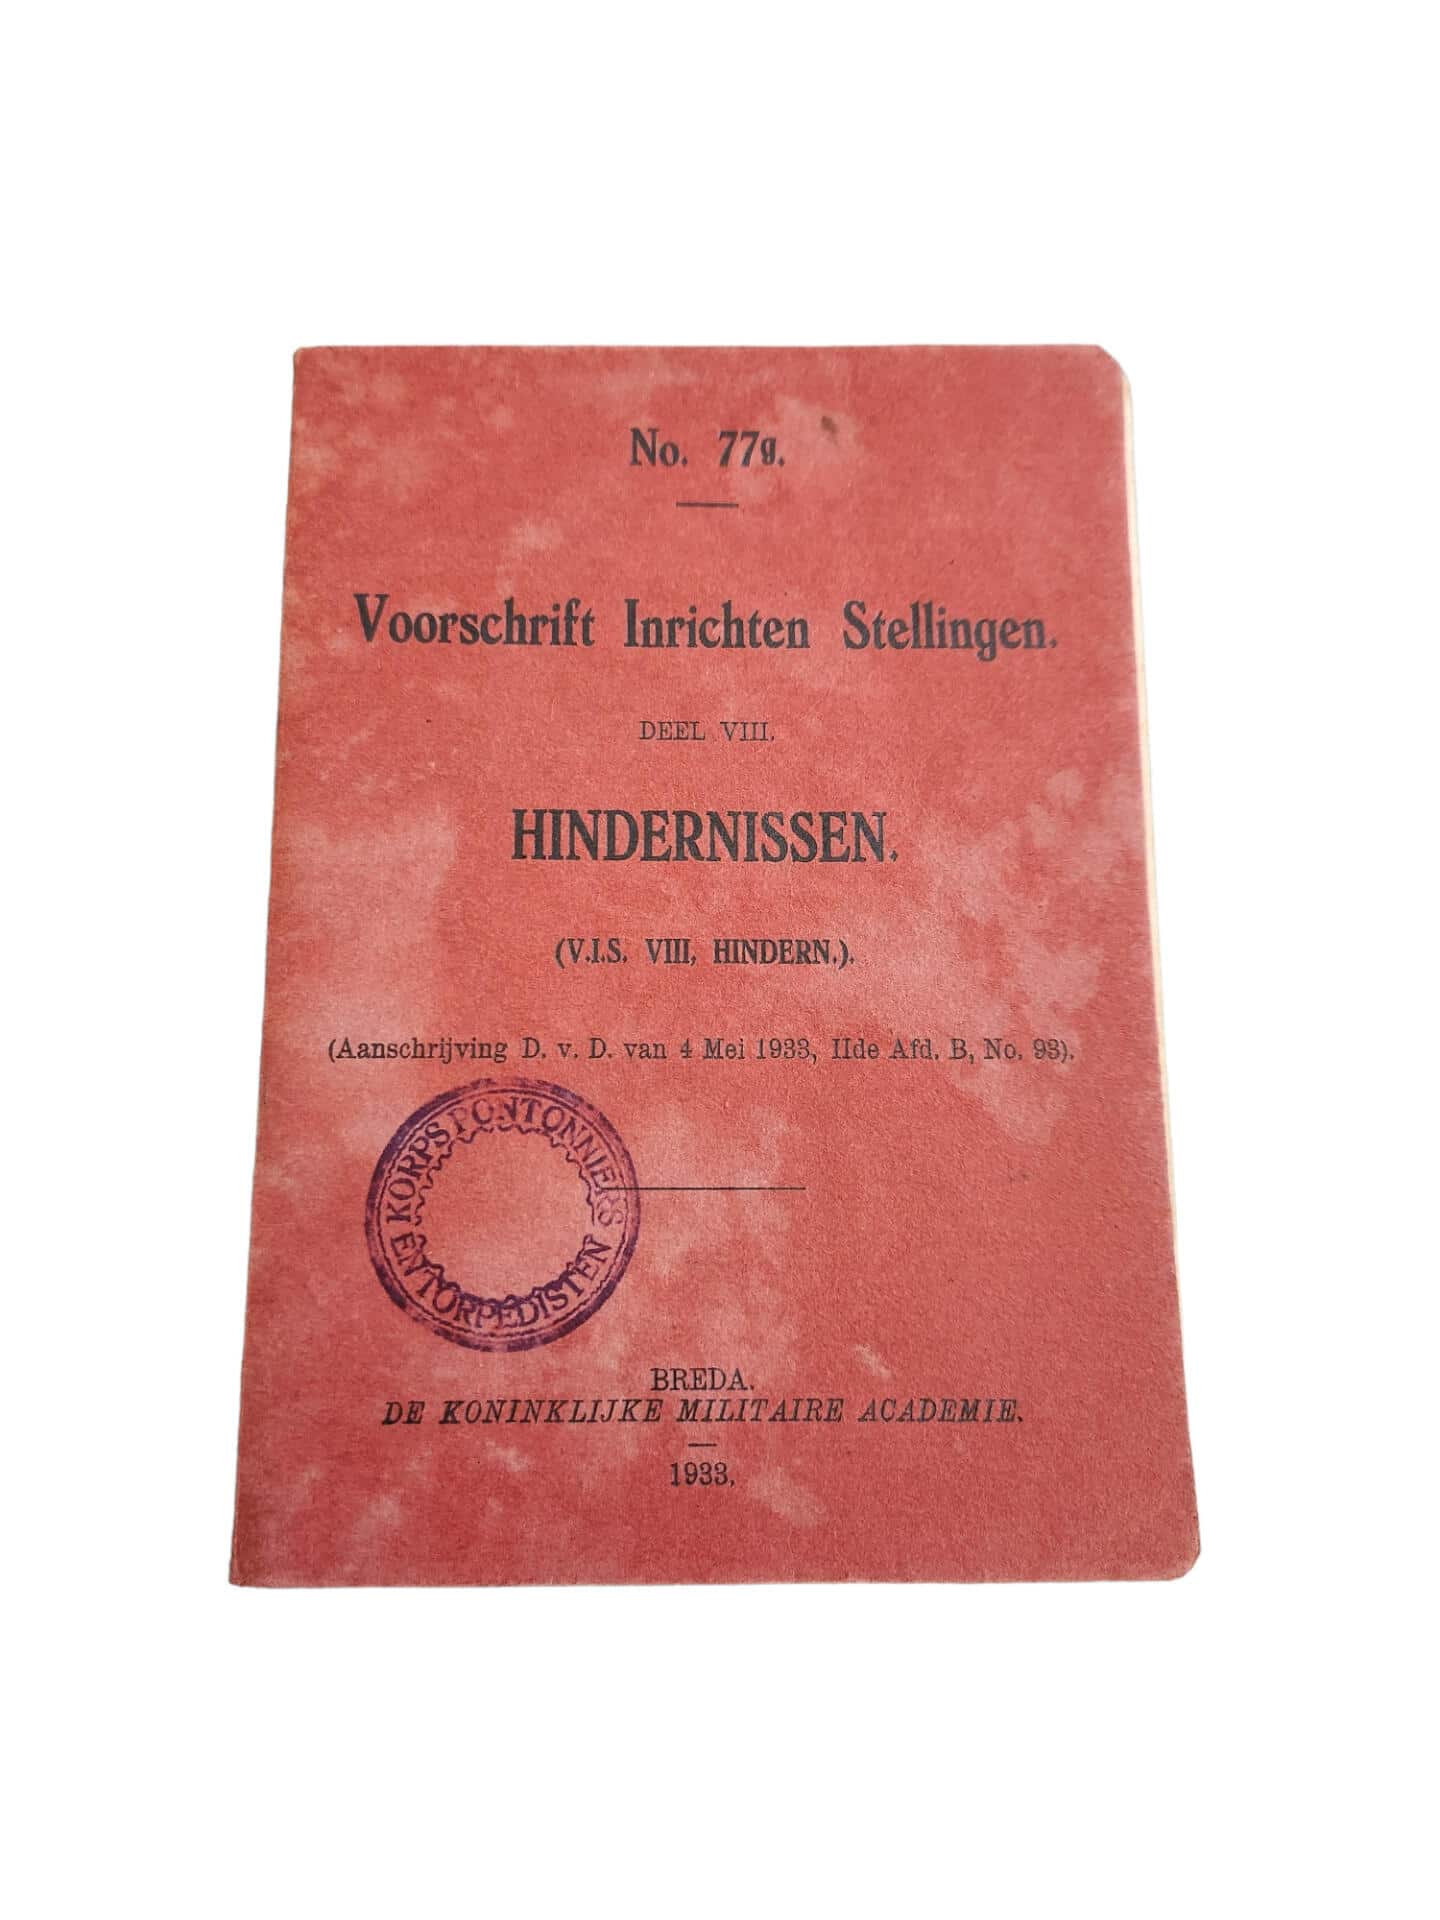 No. 77g.
Voorschrift Inrichten Stellingen.
DEEL VIII.
HINDERNISSEN.
(V.I.S. VIII, HINDERN.).
(Aanschrijving D. v. D. van 4 Mei 1933, IIde Afd. B, No. 93).
KORPS PONTONNIERS
EN TORPEDISTEN
BREDA.
DE KONINKLIJKE MILITAIRE ACADEMIE.
1933.